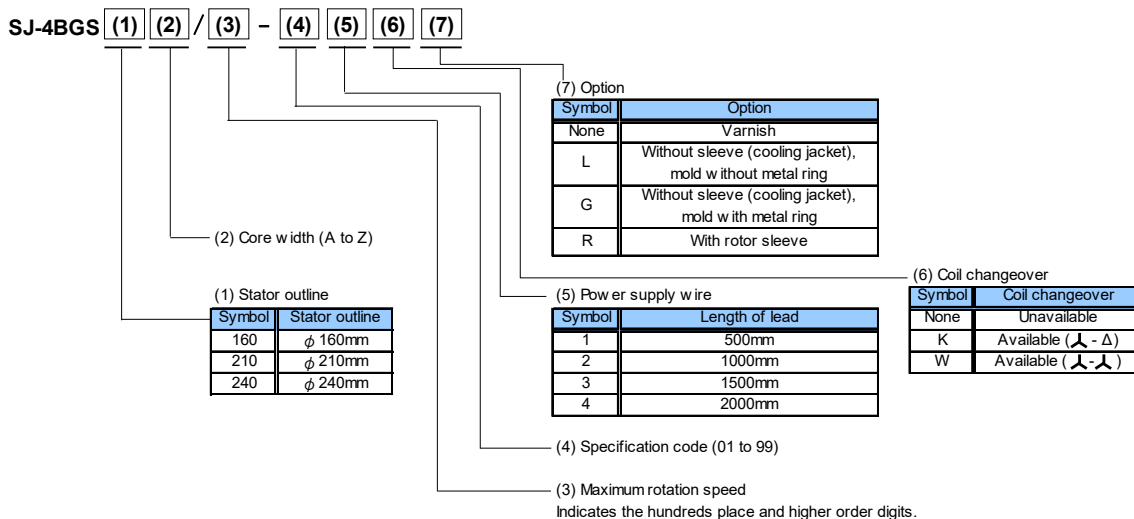 SJ-4BGS (1) (2) / (3) - (4) (5) (6) (7)
(7) Option
Symbol Option
None Varnish
L Without sleeve (cooling jacket),
mold without metal ring
G Without sleeve (cooling jacket),
mold with metal ring
R With rotor sleeve
(2) Core width (A to Z)
(6) Coil changeover
Symbol Coil changeover
None Unavailable
K Available (⅄ - Δ)
W Available (⅄-⅄)
(1) Stator outline
Symbol Stator outline
160 ϕ 160mm
210 ϕ 210mm
240 ϕ 240mm
(5) Power supply wire
Symbol Length of lead
1 500mm
2 1000mm
3 1500mm
4 2000mm
(4) Specification code (01 to 99)
(3) Maximum rotation speed
Indicates the hundreds place and higher order digits.